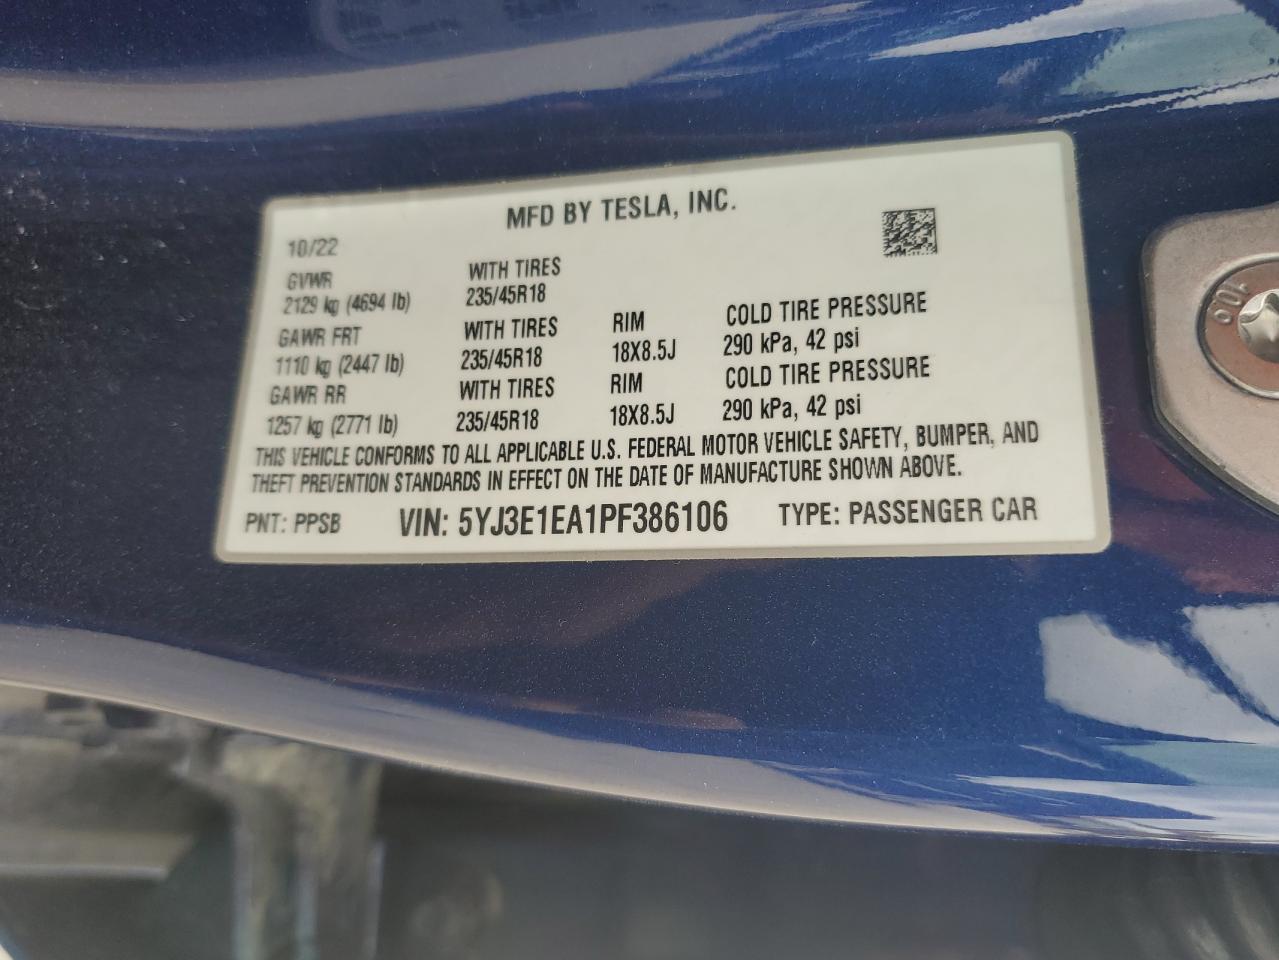 MFD BY TESLA, INC.
10/22
GVWR WITH TIRES
2129 kg (4694 lb) 235/45R18
GAWR FRT WITH TIRES RIM COLD TIRE PRESSURE
1110 kg (2447 lb) 235/45R18 18X8.5J 290 kPa, 42 psi
GAWR RR WITH TIRES RIM COLD TIRE PRESSURE
1257 kg (2771 lb) 235/45R18 18X8.5J 290 kPa, 42 psi
THIS VEHICLE CONFORMS TO ALL APPLICABLE U.S. FEDERAL MOTOR VEHICLE SAFETY, BUMPER, AND
THEFT PREVENTION STANDARDS IN EFFECT ON THE DATE OF MANUFACTURE SHOWN ABOVE.
PNT: PPSB VIN: 5YJ3E1EA1PF386106 TYPE: PASSENGER CAR